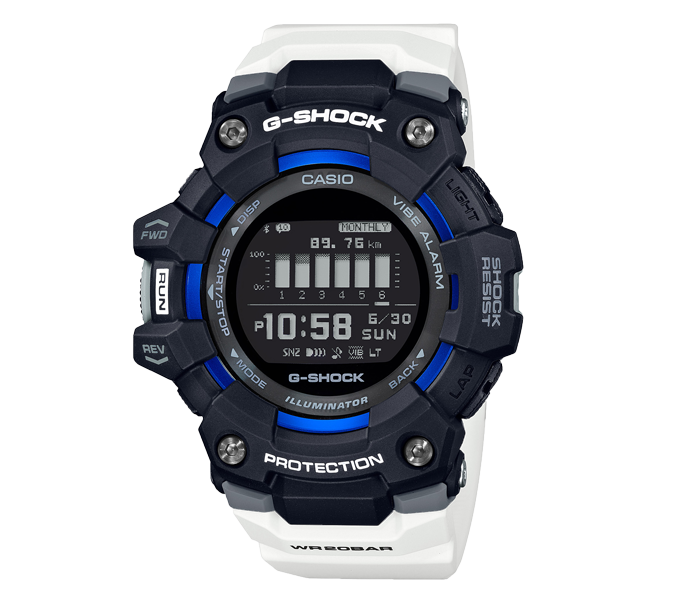 G-SHOCK
CASIO
DISP
VIBE ALARM
LIGHT
FWD
RUN
REV
START/STOP
SHOCK
RESIST
10
MONTHLY
89.76 km
100
0%
1 2 3 4 5 6
P 10:58 6/30
SUN
SNZ VIB LT
MODE
BACK
LAP
G-SHOCK
ILLUMINATOR
PROTECTION
WR20BAR